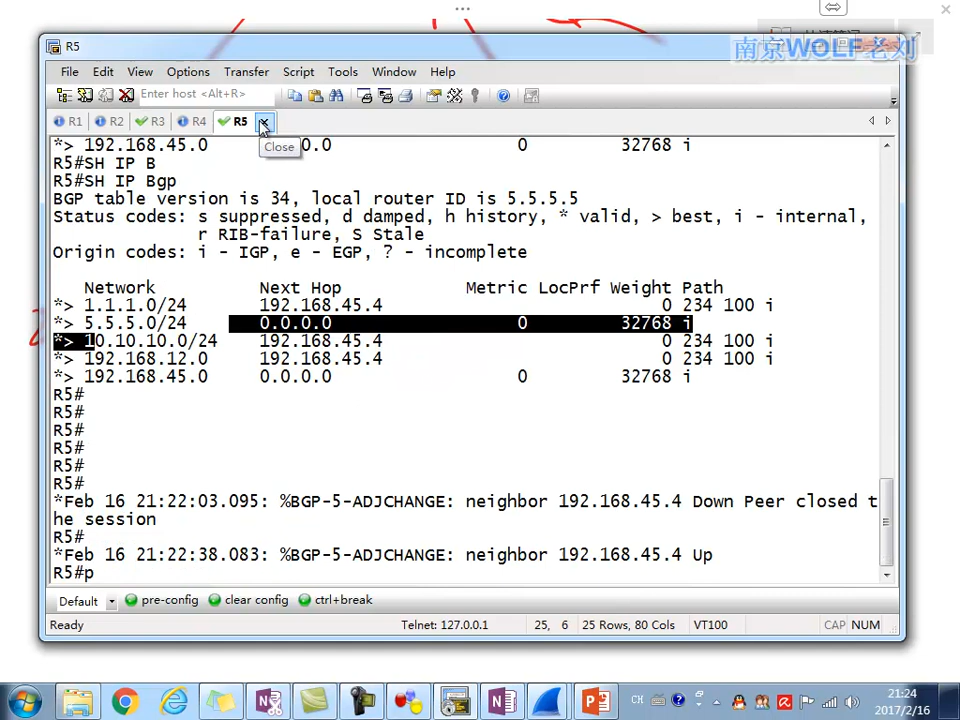 R5
南京WOLF老刘
File Edit View Options Transfer Script Tools Window Help
Enter host <Alt+R>
R1 R2 R3 R4 R5
Close
*> 192.168.45.0 0.0 0 32768 i
R5#SH IP B
R5#SH IP Bgp
BGP table version is 34, local router ID is 5.5.5.5
Status codes: s suppressed, d damped, h history, * valid, > best, i - internal,
r RIB-failure, S Stale
Origin codes: i - IGP, e - EGP, ? - incomplete
Network Next Hop Metric LocPrf Weight Path
*> 1.1.1.0/24 192.168.45.4 0 234 100 i
*> 5.5.5.0/24 0.0.0.0 0 32768 i
*> 10.10.10.0/24 192.168.45.4 0 234 100 i
*> 192.168.12.0 192.168.45.4 0 234 100 i
*> 192.168.45.0 0.0.0.0 0 32768 i
R5#
R5#
R5#
R5#
R5#
R5#
*Feb 16 21:22:03.095: %BGP-5-ADJCHANGE: neighbor 192.168.45.4 Down Peer closed t
he session
R5#
*Feb 16 21:22:38.083: %BGP-5-ADJCHANGE: neighbor 192.168.45.4 Up
R5#p
Default pre-config clear config ctrl+break
Ready Telnet: 127.0.0.1 25, 6 25 Rows, 80 Cols VT100 CAP NUM
CH
21:24
2017/2/16